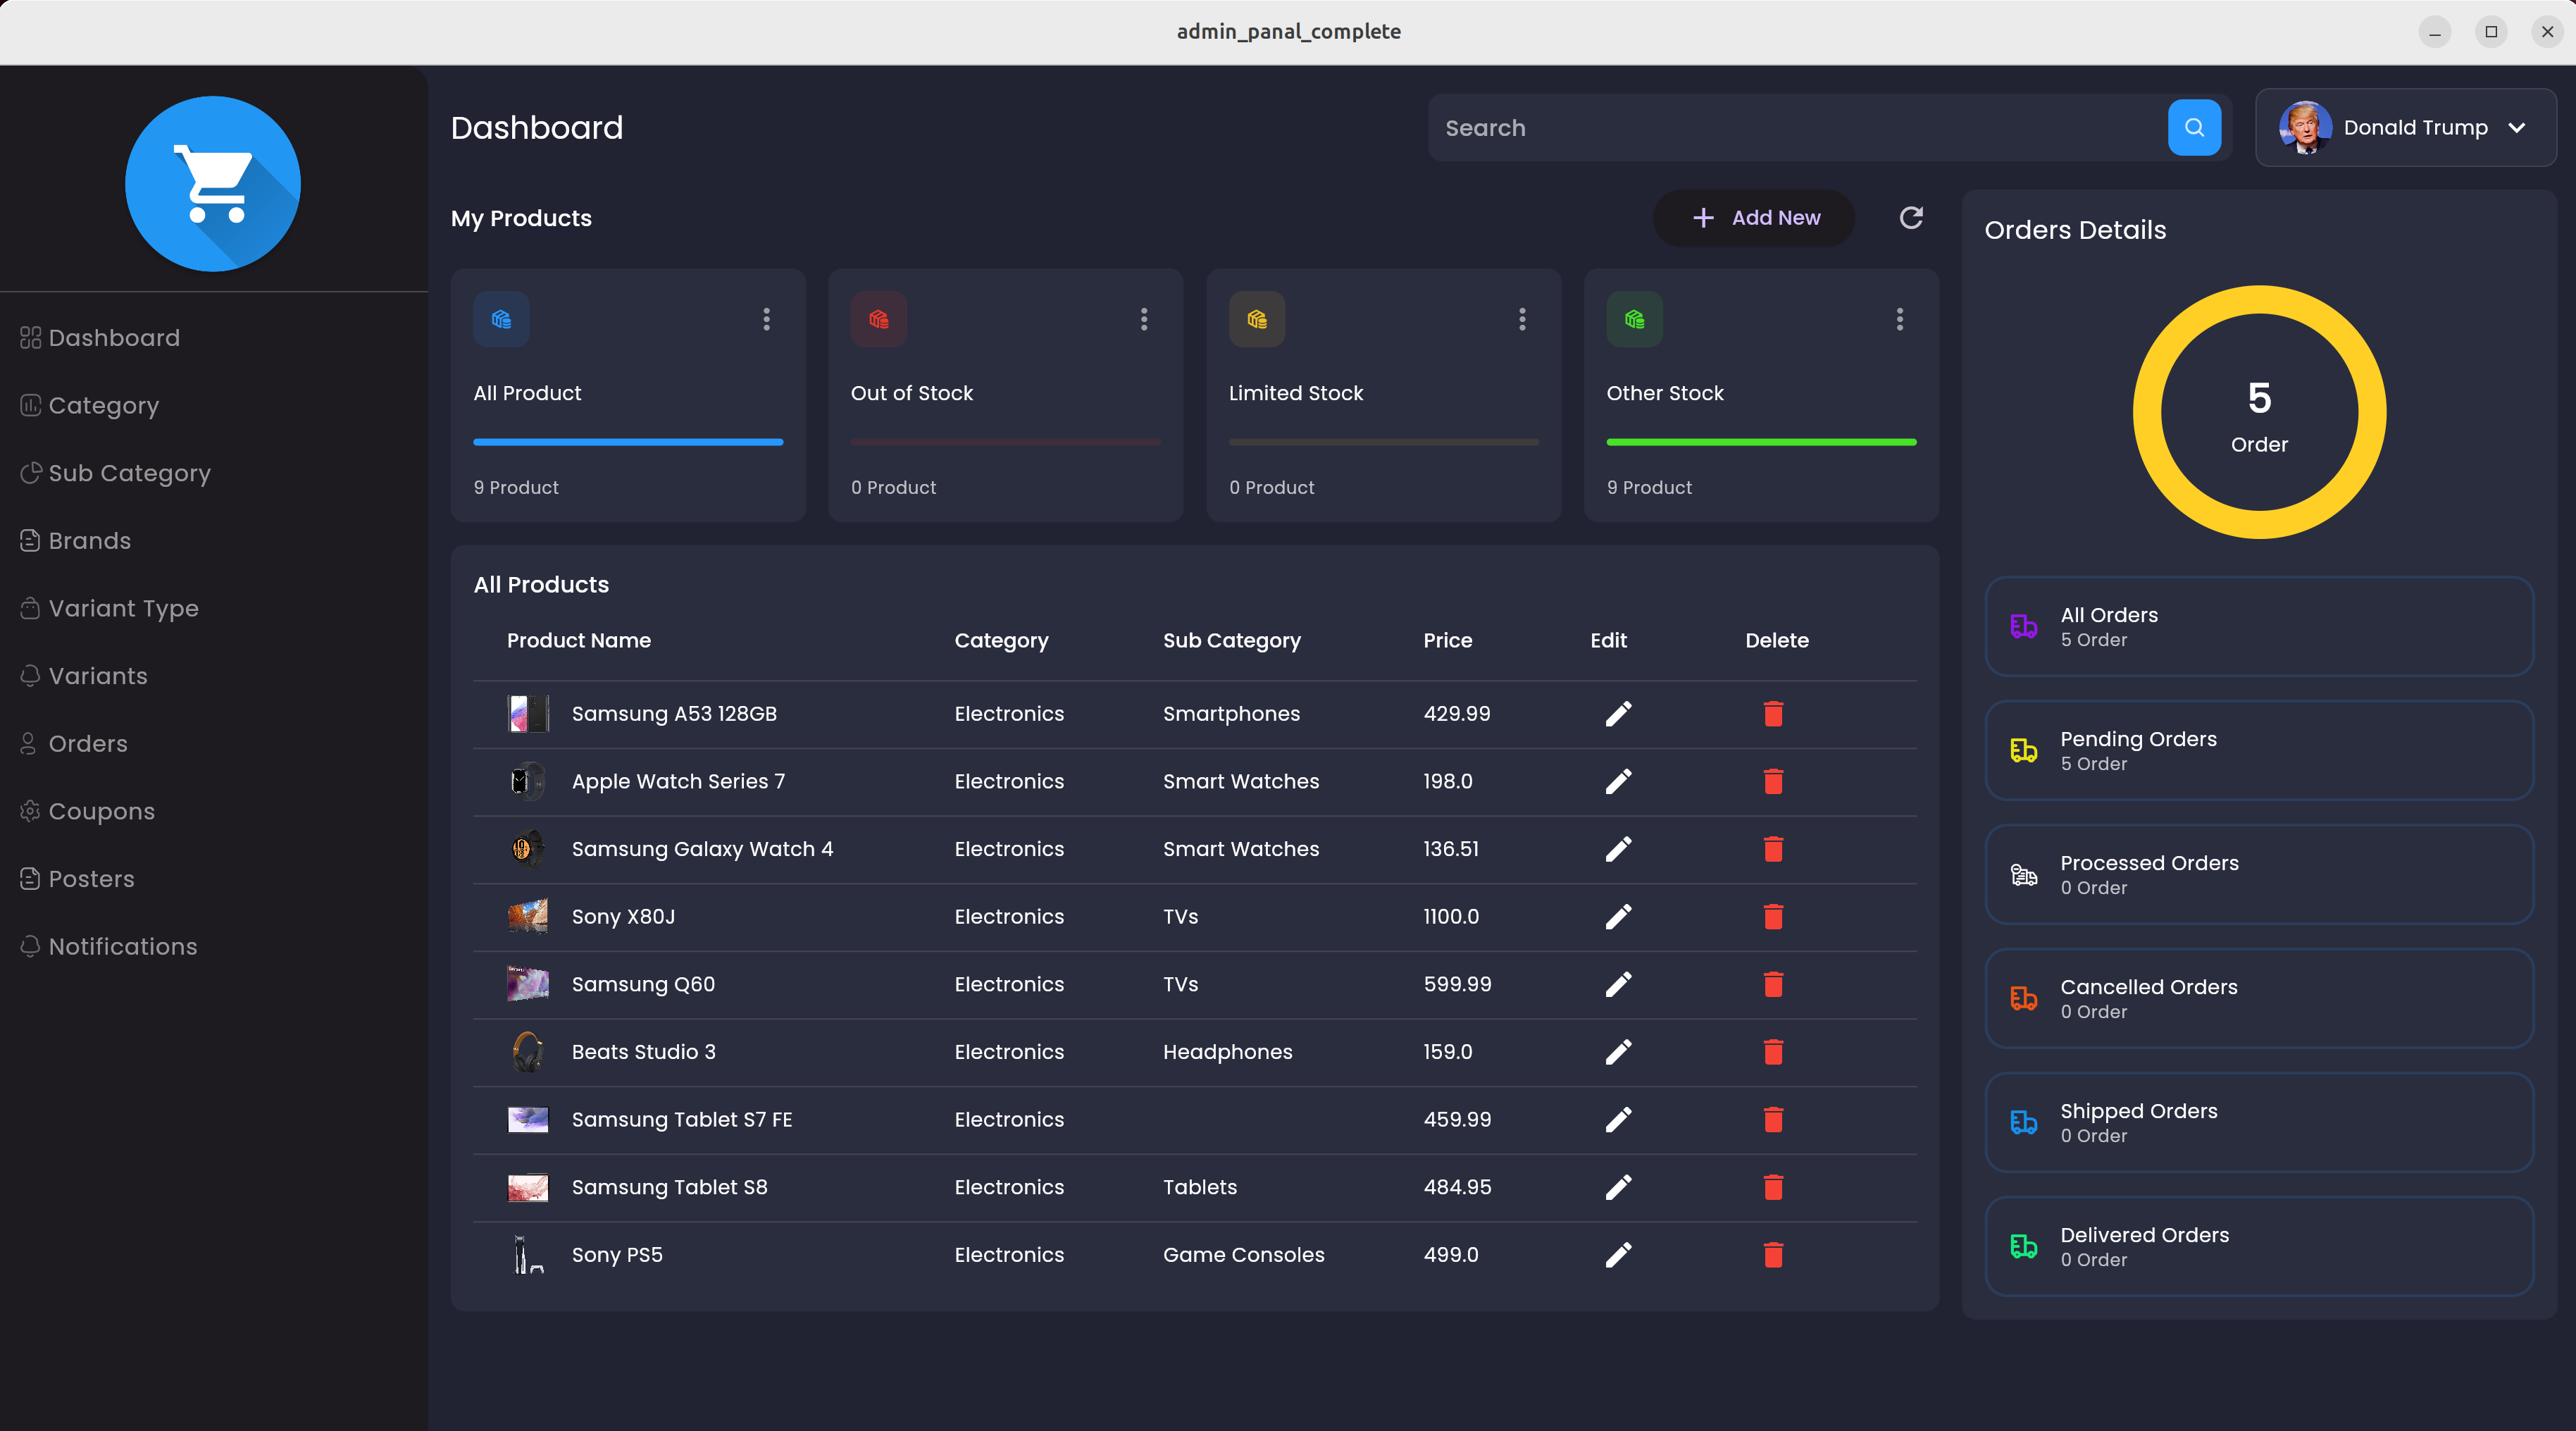 admin_panal_complete
Dashboard
Search
Donald Trump
Dashboard
Category
Sub Category
Brands
Variant Type
Variants
Orders
Coupons
Posters
Notifications
My Products
Add New
All Product
9 Product
Out of Stock
0 Product
Limited Stock
0 Product
Other Stock
9 Product
All Products
Product Name Category Sub Category Price Edit Delete
Samsung A53 128GB Electronics Smartphones 429.99
Apple Watch Series 7 Electronics Smart Watches 198.0
Samsung Galaxy Watch 4 Electronics Smart Watches 136.51
Sony X80J Electronics TVs 1100.0
Samsung Q60 Electronics TVs 599.99
Beats Studio 3 Electronics Headphones 159.0
Samsung Tablet S7 FE Electronics 459.99
Samsung Tablet S8 Electronics Tablets 484.95
Sony PS5 Electronics Game Consoles 499.0
Orders Details
5
Order
All Orders
5 Order
Pending Orders
5 Order
Processed Orders
0 Order
Cancelled Orders
0 Order
Shipped Orders
0 Order
Delivered Orders
0 Order